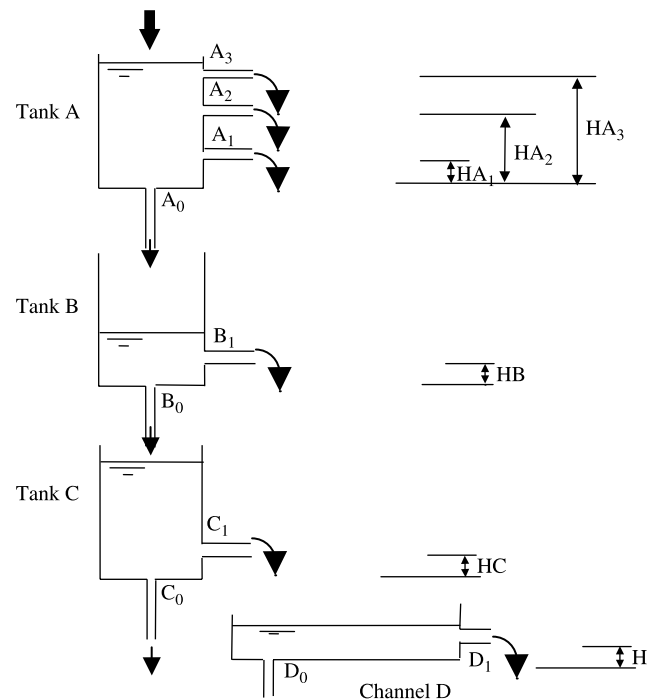 A3
A2
Tank A
A1
HA3
HA2
HA1
A0
Tank B
B1
HB
B0
Tank C
C1
HC
C0
D0
D1
H
Channel D